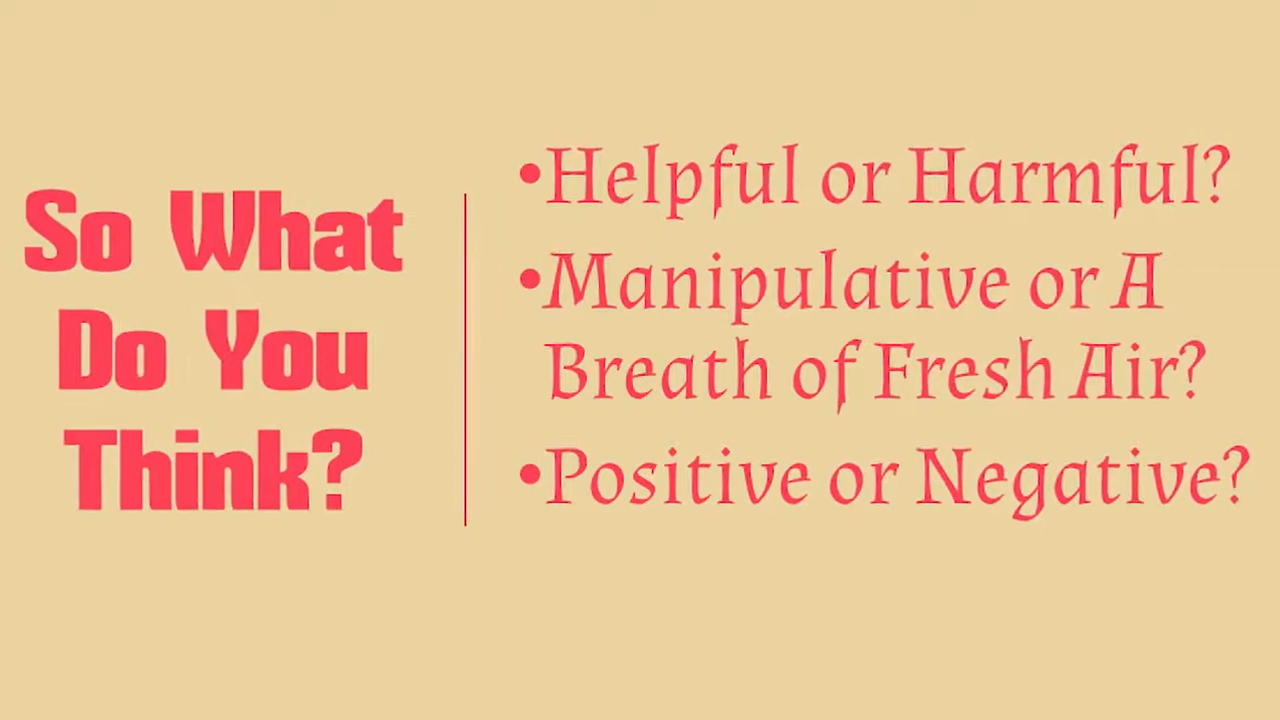 So What
Do You
Think?
•Helpful or Harmful?
•Manipulative or A
Breath of Fresh Air?
•Positive or Negative?